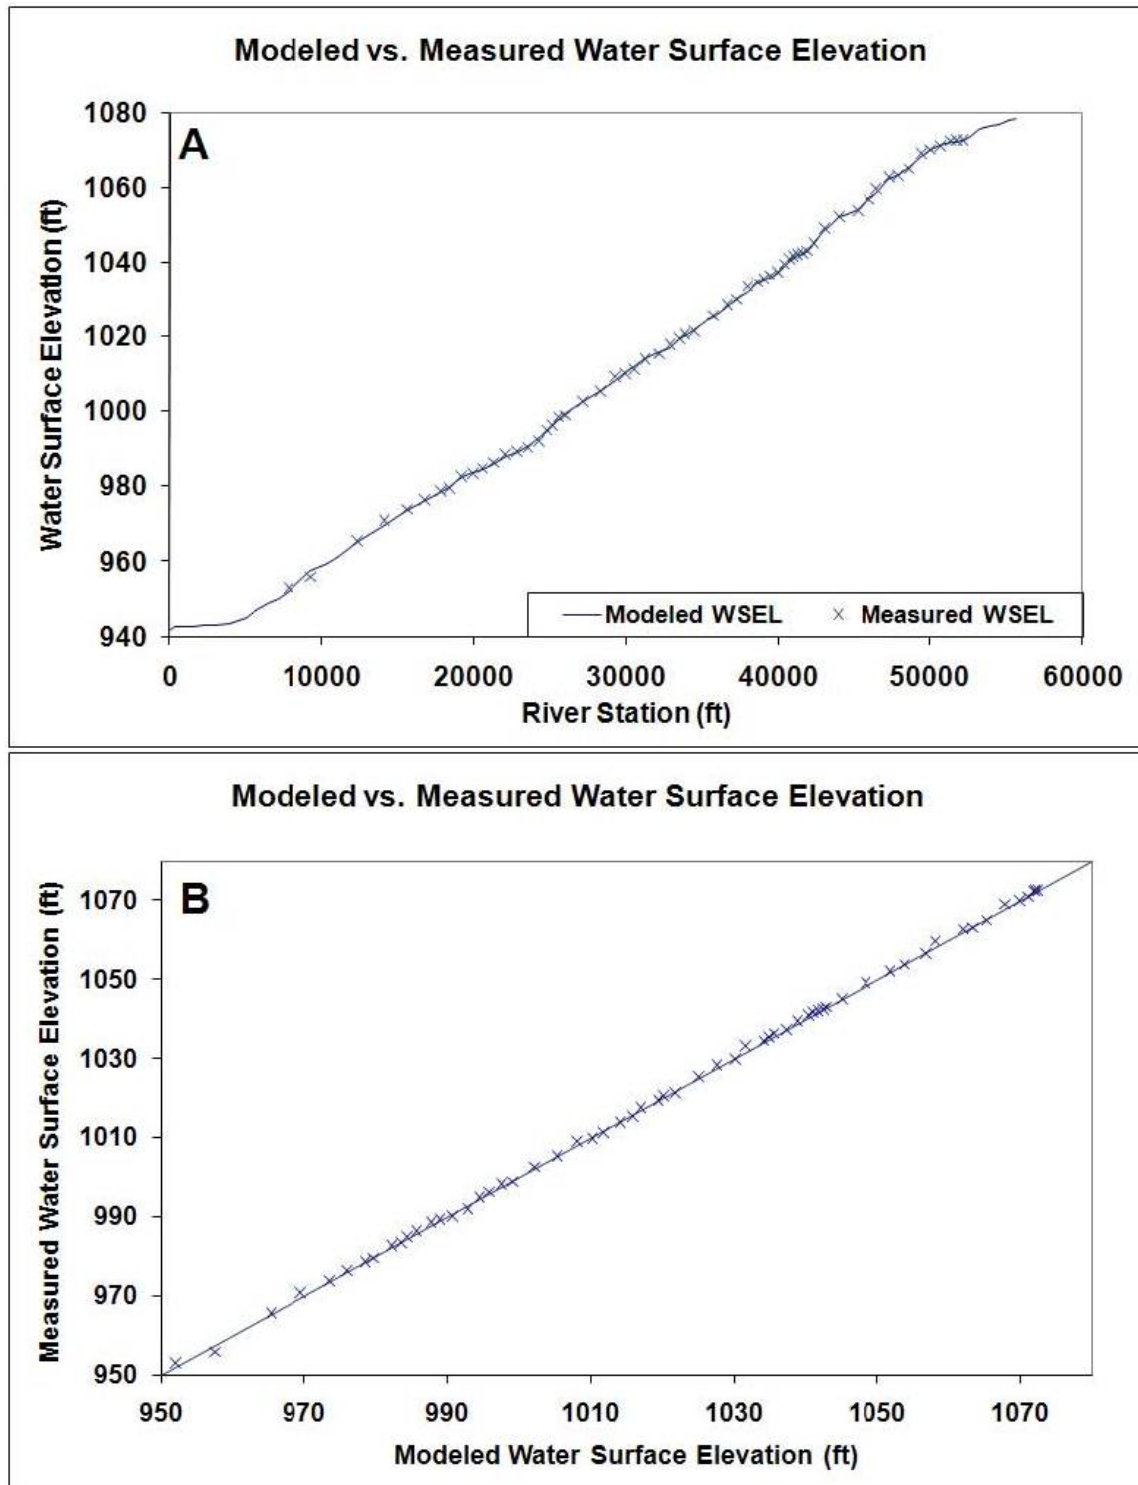 Modeled vs. Measured Water Surface Elevation
A
Water Surface Elevation (ft)
1080
1060
1040
1020
1000
980
960
940
Modeled WSEL
Measured WSEL
0 10000 20000 30000 40000 50000 60000
River Station (ft)
Modeled vs. Measured Water Surface Elevation
B
Measured Water Surface Elevation (ft)
1070
1050
1030
1010
990
970
950
950 970 990 1010 1030 1050 1070
Modeled Water Surface Elevation (ft)